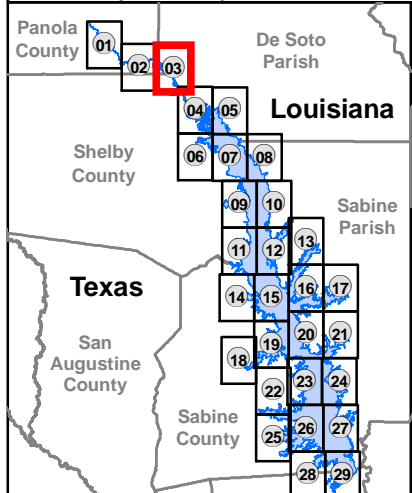 Panola
County
01
02
03
De Soto
Parish
04
05
Louisiana
Shelby
County
06
07
08
09
10
Sabine
Parish
11
12
13
Texas
14
15
16
17
San
Augustine
County
18
19
20
21
22
23
24
Sabine
County
25
26
27
28
29